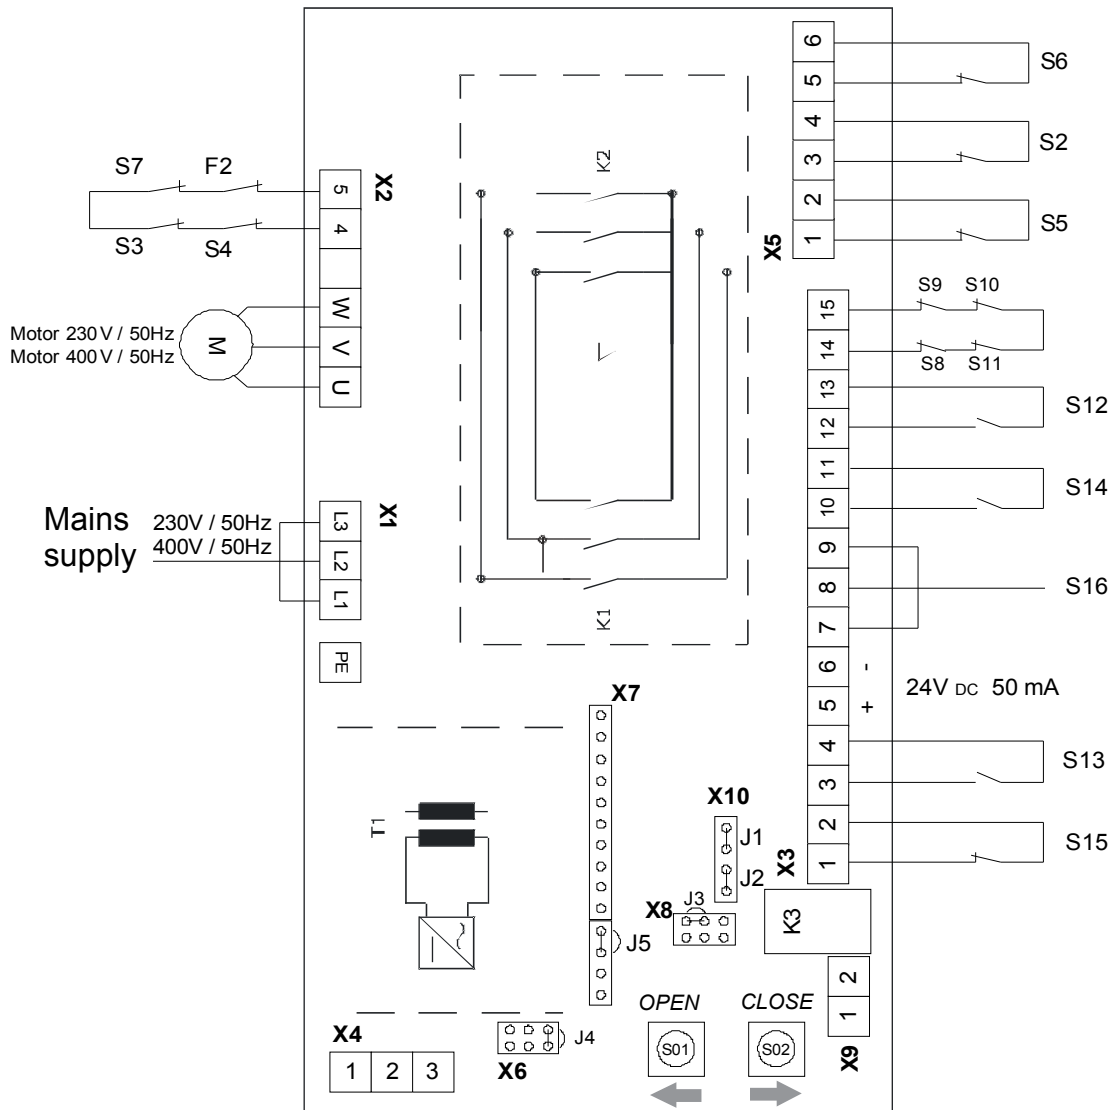 6
5
4
3
2
1
X5
S6
S2
S5
S7 F2
S3 S4
5
4
W
V
U
X2
Motor 230V / 50Hz
Motor 400V / 50Hz
M
K2
K1
S9 S10
S8 S11
15
14
13
12
11
10
9
8
7
6 -
5 +
4
3
2
1
X3
S12
S14
S16
24V DC 50 mA
S13
S15
Mains
supply
230V / 50Hz
400V / 50Hz
L3
L2
L1
X1
PE
X7
T1
X10
J1
J2
X8
J3
J5
K3
2
1
X9
OPEN CLOSE
S01 S02
X4
1 2 3
X6
J4